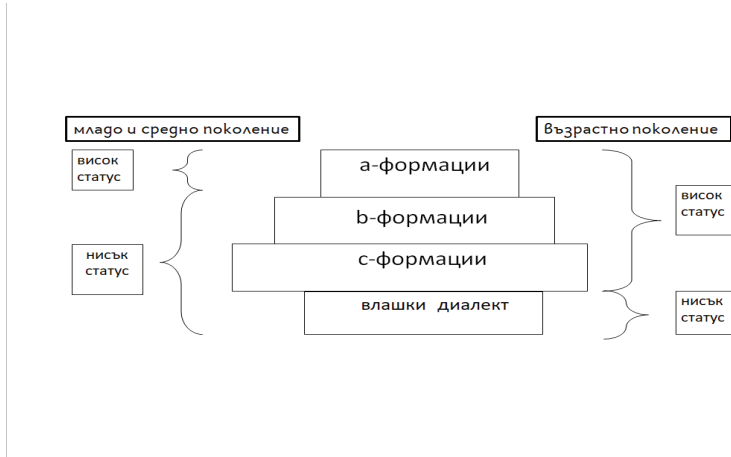 младо и средно поколение
възрастно поколение
висок
статус
а-формации
висок
статус
b-формации
нисък
статус
с-формации
влашки диалект
нисък
статус